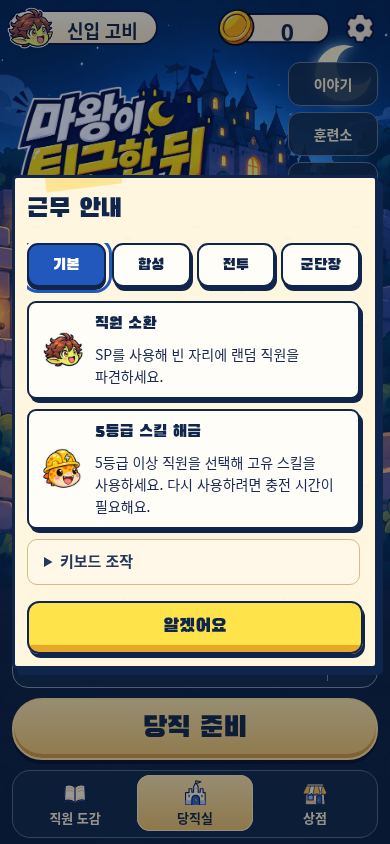 신입 고비
0
이야기
훈련소
마왕이
퇴근한 뒤
근무 안내
기본
합성
전투
군단장
직원 소환
SP를 사용해 빈 자리에 랜덤 직원을
파견하세요.
5등급 스킬 해금
5등급 이상 직원을 선택해 고유 스킬을
사용하세요. 다시 사용하려면 충전 시간이
필요해요.
▶ 키보드 조작
알겠어요
당직 준비
직원 도감
당직실
상점